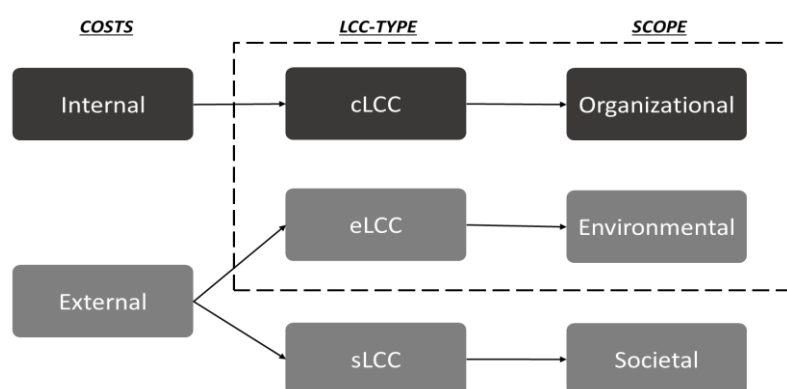 COSTS LCC-TYPE SCOPE
Internal cLCC Organizational
eLCC Environmental
External
sLCC Societal